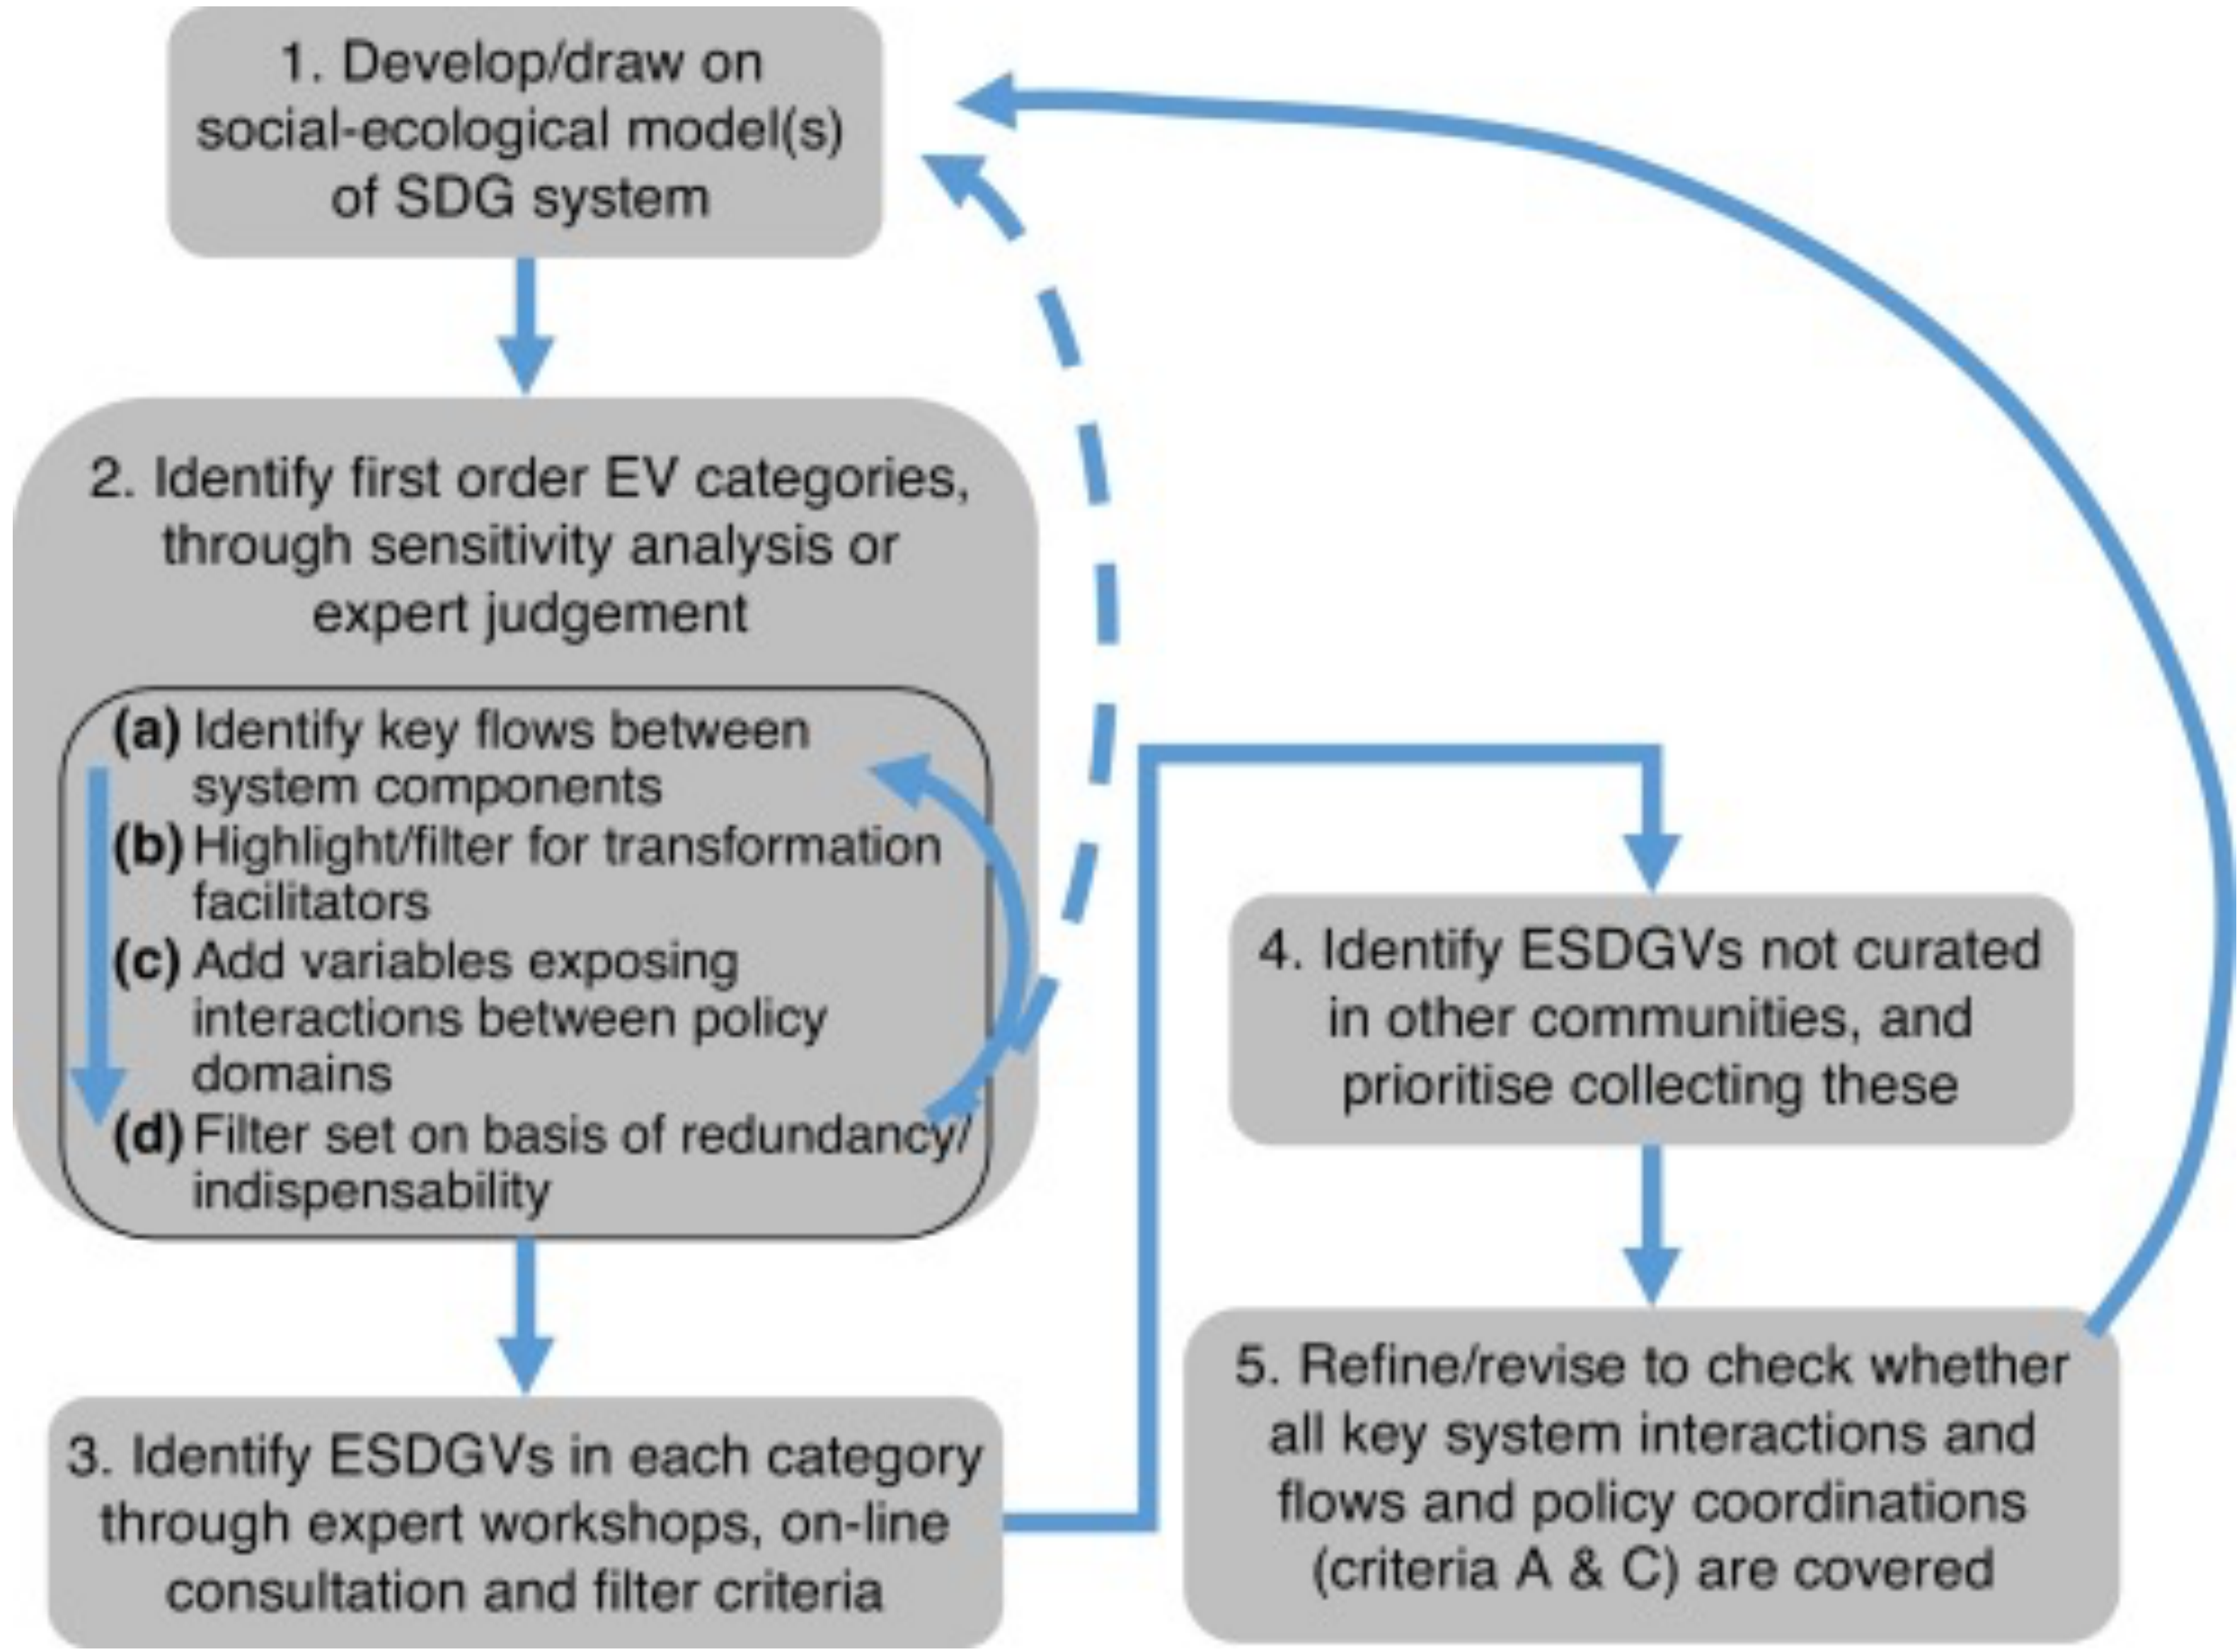 1. Develop/draw on
social-ecological model(s)
of SDG system
2. Identify first order EV categories,
through sensitivity analysis or
expert judgement
(a) Identify key flows between
system components
(b) Highlight/filter for transformation
facilitators
(c) Add variables exposing
interactions between policy
domains
(d) Filter set on basis of redundancy/
indispensability
3. Identify ESDGVs in each category
through expert workshops, on-line
consultation and filter criteria
4. Identify ESDGVs not curated
in other communities, and
prioritise collecting these
5. Refine/revise to check whether
all key system interactions and
flows and policy coordinations
(criteria A & C) are covered